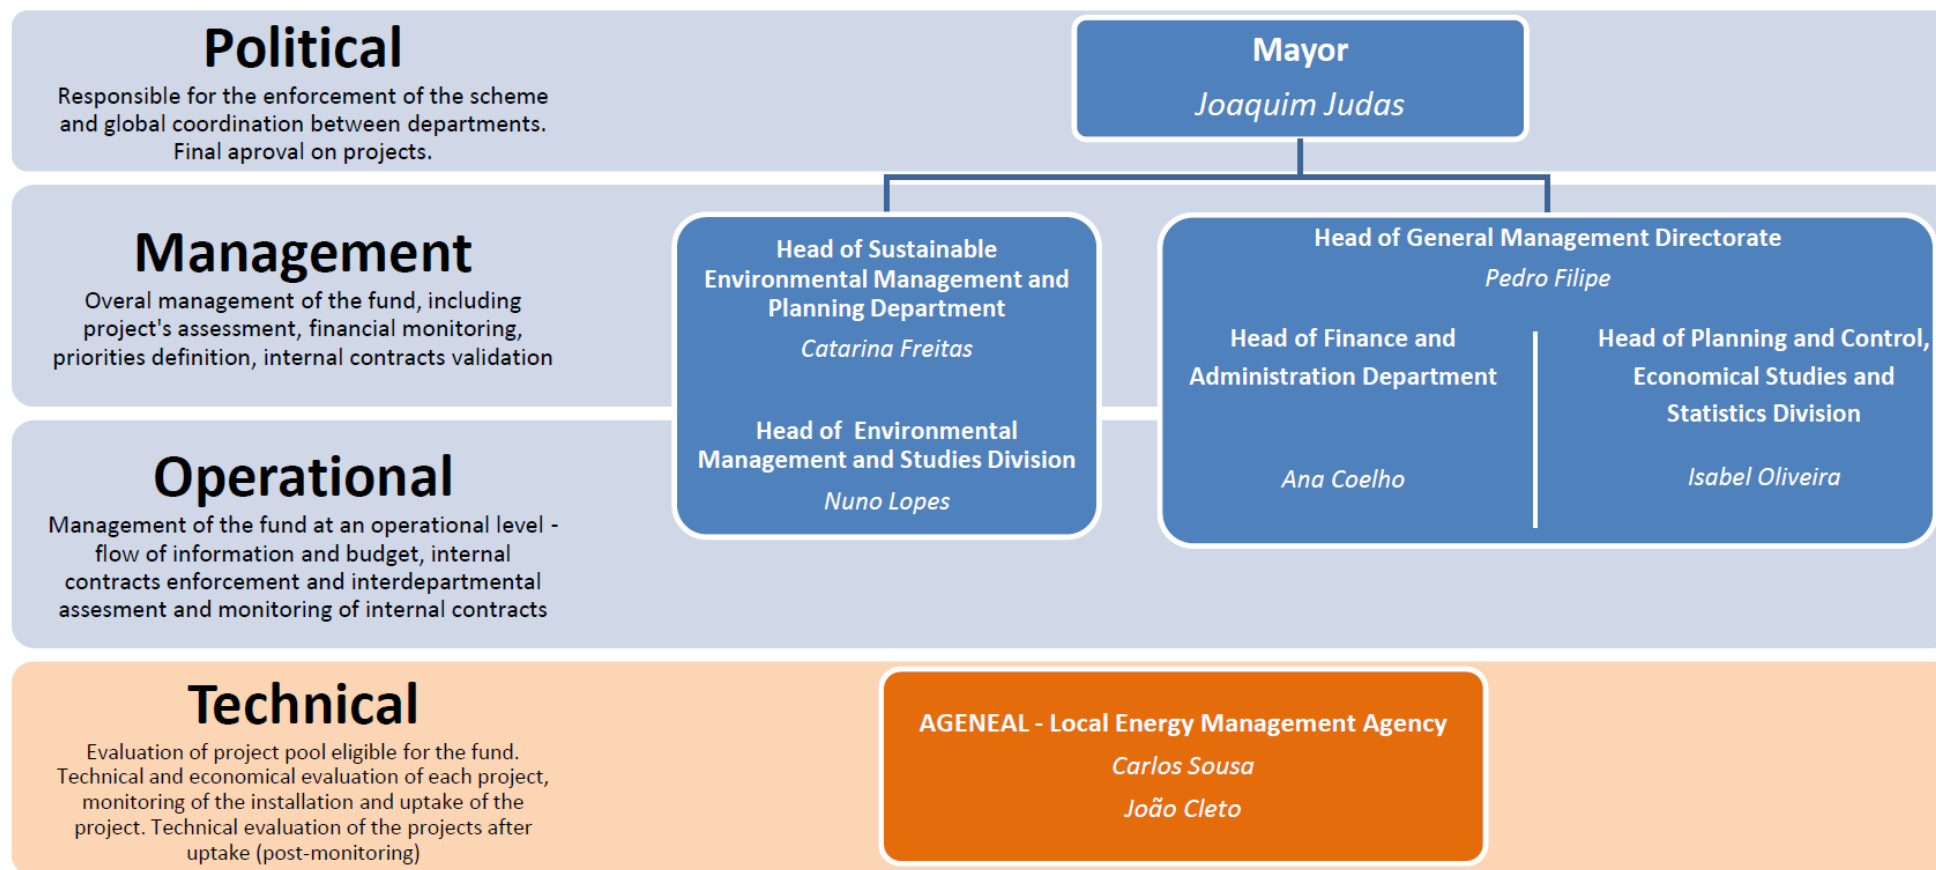 Political
Responsible for the enforcement of the scheme
and global coordination between departments.
Final aproval on projects.
Mayor
Joaquim Judas
Management
Overal management of the fund, including
project's assessment, financial monitoring,
priorities definition, internal contracts validation
Head of Sustainable
Environmental Management and
Planning Department
Catarina Freitas
Head of  Environmental
Management and Studies Division
Nuno Lopes
Head of General Management Directorate
Pedro Filipe
Head of Finance and
Administration Department
Ana Coelho
Head of Planning and Control,
Economical Studies and
Statistics Division
Isabel Oliveira
Operational
Management of the fund at an operational level -
flow of information and budget, internal
contracts enforcement and interdepartmental
assesment and monitoring of internal contracts
Technical
Evaluation of project pool eligible for the fund.
Technical and economical evaluation of each project,
monitoring of the installation and uptake of the
project. Technical evaluation of the projects after
uptake (post-monitoring)
AGENEAL - Local Energy Management Agency
Carlos Sousa
João Cleto